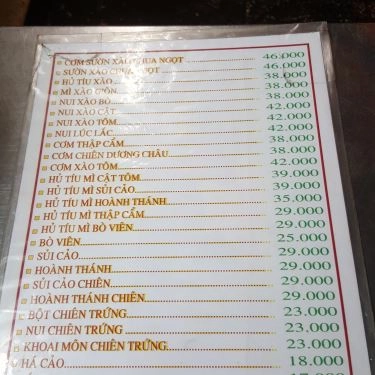 CƠM SƯỜN XÀO CHUA NGỌT 46.000
SƯỜN XÀO CHUA NGỌT 46.000
HỦ TÍU XÀO 38.000
MÌ XÀO GIÒN 38.000
NUI XÀO BÒ 38.000
NUI XÀO CẬT 42.000
NUI XÀO TÔM 42.000
NUI LÚC LẮC 42.000
CƠM THẬP CẨM 38.000
CƠM CHIÊN DƯƠNG CHÂU 38.000
CƠM XÀO TÔM 42.000
HỦ TÍU MÌ CẬT TÔM 39.000
HỦ TÍU MÌ SỦI CẢO 39.000
HỦ TÍU MÌ HOÀNH THÁNH 35.000
HỦ TÍU MÌ THẬP CẨM 29.000
HỦ TÍU MÌ BÒ VIÊN 29.000
BÒ VIÊN 25.000
SỦI CẢO 29.000
HOÀNH THÁNH 29.000
SỦI CẢO CHIÊN 29.000
HOÀNH THÁNH CHIÊN 29.000
BỘT CHIÊN TRỨNG 23.000
NUI CHIÊN TRỨNG 23.000
KHOAI MÔN CHIÊN TRỨNG 23.000
HÁ CẢO 18.000